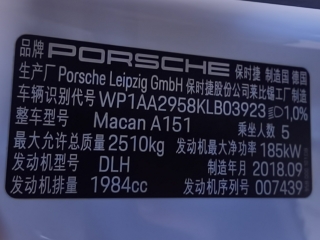 品牌 PORSCHE 保时捷 制造国 德国
生产厂 Porsche Leipzig GmbH 保时捷股份公司莱比锡工厂制造
车辆识别代号 WP1AA2958KLB03923 1,0%
整车型号 Macan A151 乘坐人数 5
最大允许总质量 2510kg 发动机最大净功率 185kW
发动机型号 DLH 制造年月 2018.09
发动机排量 1984cc 发动机序列号 007439